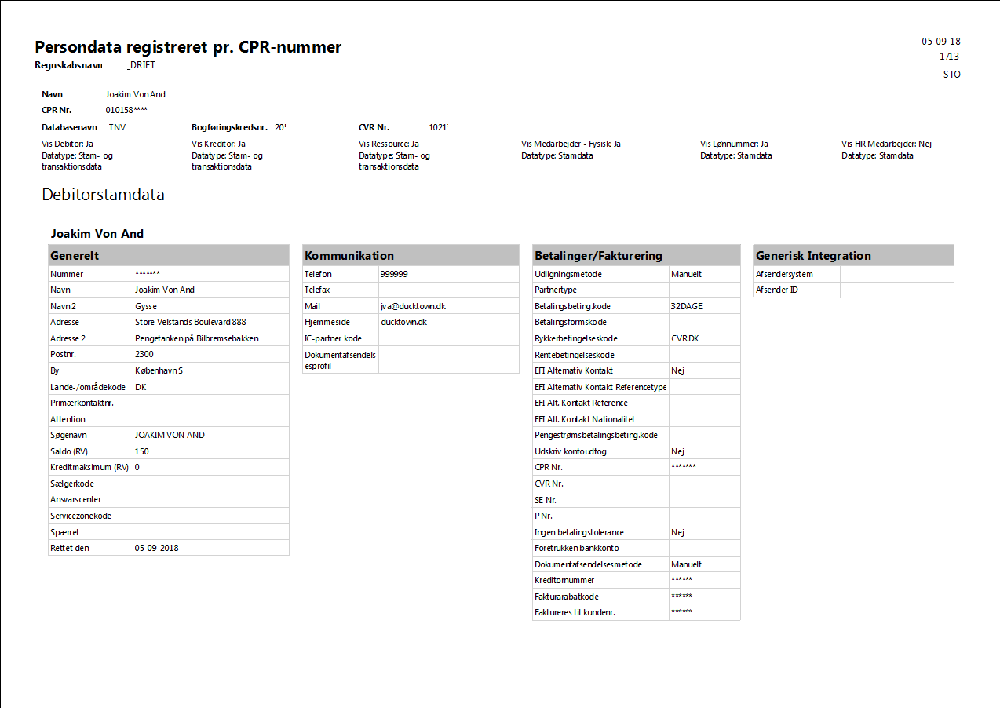 Persondata registreret pr. CPR-nummer
05-09-18
Regnskabsnavn _DRIFT
1/13
STO
Navn Joakim Von And
CPR Nr. 010158****
Databasenavn TNV Bogføringskredsnr. 205 CVR Nr. 1021
Vis Debitor: Ja Vis Kreditor: Ja Vis Ressource: Ja Vis Medarbejder - Fysisk: Ja Vis Lønnummer: Ja Vis HR Medarbejder: Nej
Datatype: Stam- og Datatype: Stam- og Datatype: Stam- og Datatype: Stamdata Datatype: Stamdata Datatype: Stamdata
transaktionsdata transaktionsdata transaktionsdata
Debitorstamdata
Joakim Von And
Generelt
Nummer *******
Navn Joakim Von And
Navn 2 Gysse
Adresse Store Velstands Boulevard 888
Adresse 2 Pengetanken på Bilbremsebakken
Postnr. 2300
By København S
Lande-/områdekode DK
Primærkontaktnr.
Attention
Søgenavn JOAKIM VON AND
Saldo (RV) 150
Kreditmaksimum (RV) 0
Sælgerkode
Ansvarscenter
Servicezonekode
Spærret
Rettet den 05-09-2018
Kommunikation
Telefon 999999
Telefax
Mail jva@ducktown.dk
Hjemmeside ducktown.dk
IC-partner kode
Dokumentafsendels
esprofil
Betalinger/Fakturering
Udligningsmetode Manuelt
Partnertype
Betalingsbeting.kode 32DAGE
Betalingsformskode
Rykkerbetingelseskode CVR.DK
Rentebetingelseskode
EFI Alternativ Kontakt Nej
EFI Alternativ Kontakt Referencetype
EFI Alt. Kontakt Reference
EFI Alt. Kontakt Nationalitet
Pengestrømsbetalingsbeting.kode
Udskriv kontoudtog Nej
CPR Nr. *******
CVR Nr.
SE Nr.
P Nr.
Ingen betalingstolerance Nej
Foretrukken bankkonto
Dokumentafsendelsesmetode Manuelt
Kreditornummer ******
Fakturarabatkode ******
Faktureres til kundenr. ******
Generisk Integration
Afsendersystem
Afsender ID